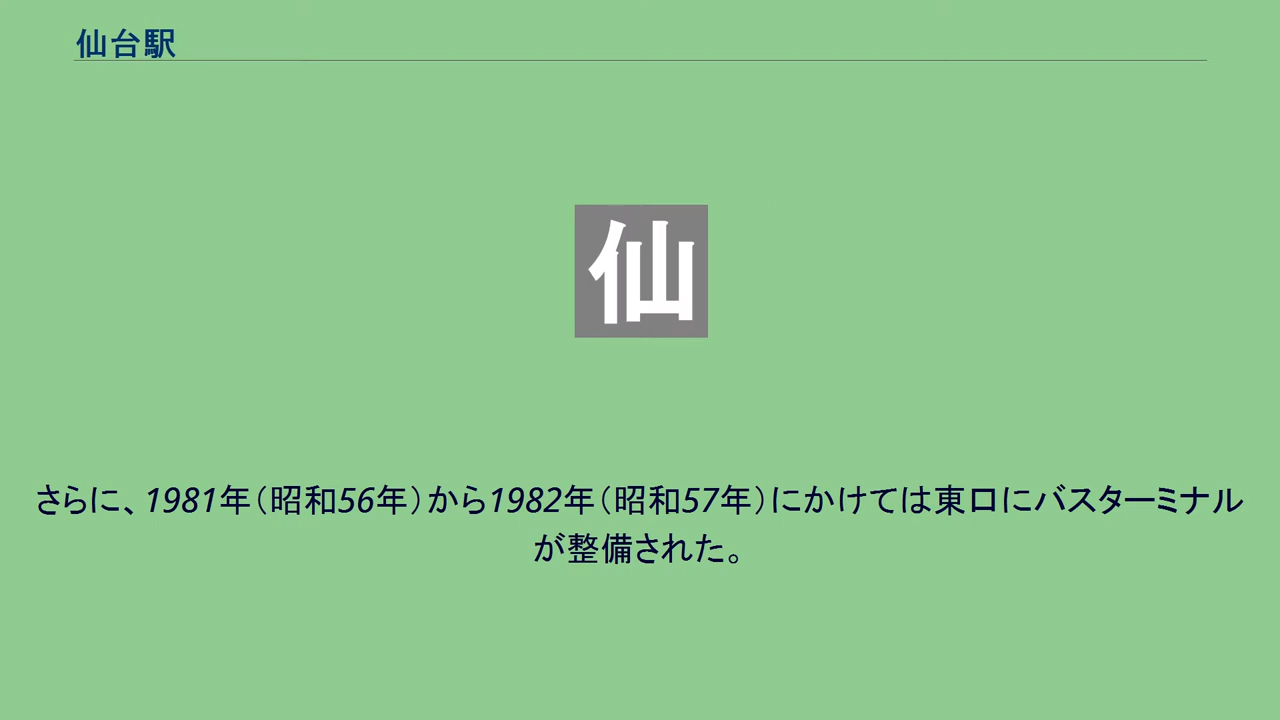 仙台駅
仙
さらに、1981年（昭和56年）から1982年（昭和57年）にかけては東口にバスターミナル
が整備された。